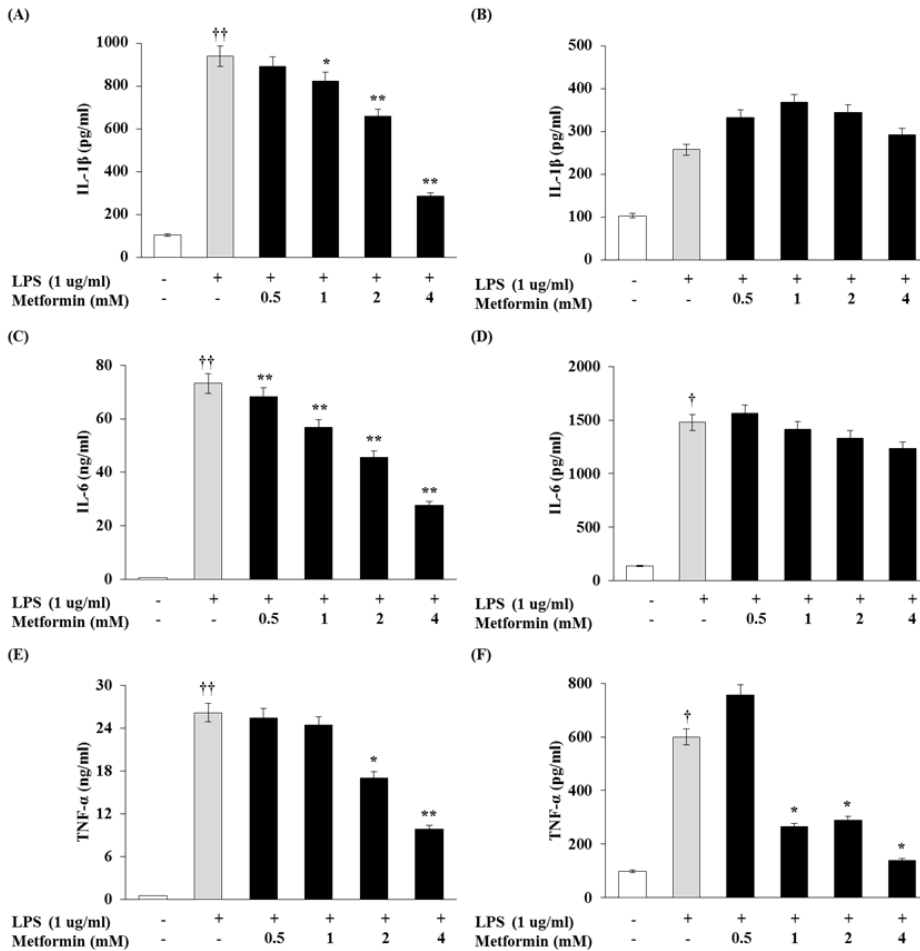 (A)
IL-1β (pg/ml)
1000
800
600
400
200
0
††
*
**
**
LPS (1 ug/ml) - + + + + +
Metformin (mM) - - 0.5 1 2 4
(B)
IL-1β (pg/ml)
500
400
300
200
100
0
LPS (1 ug/ml) - + + + + +
Metformin (mM) - - 0.5 1 2 4
(C)
IL-6 (ng/ml)
80
60
40
20
0
††
**
**
**
**
LPS (1 ug/ml) - + + + + +
Metformin (mM) - - 0.5 1 2 4
(D)
IL-6 (pg/ml)
2000
1500
1000
500
0
†
LPS (1 ug/ml) - + + + + +
Metformin (mM) - - 0.5 1 2 4
(E)
TNF-α (ng/ml)
30
24
18
12
6
0
††
*
**
LPS (1 ug/ml) - + + + + +
Metformin (mM) - - 0.5 1 2 4
(F)
TNF-α (pg/ml)
800
600
400
200
0
†
*
*
*
LPS (1 ug/ml) - + + + + +
Metformin (mM) - - 0.5 1 2 4